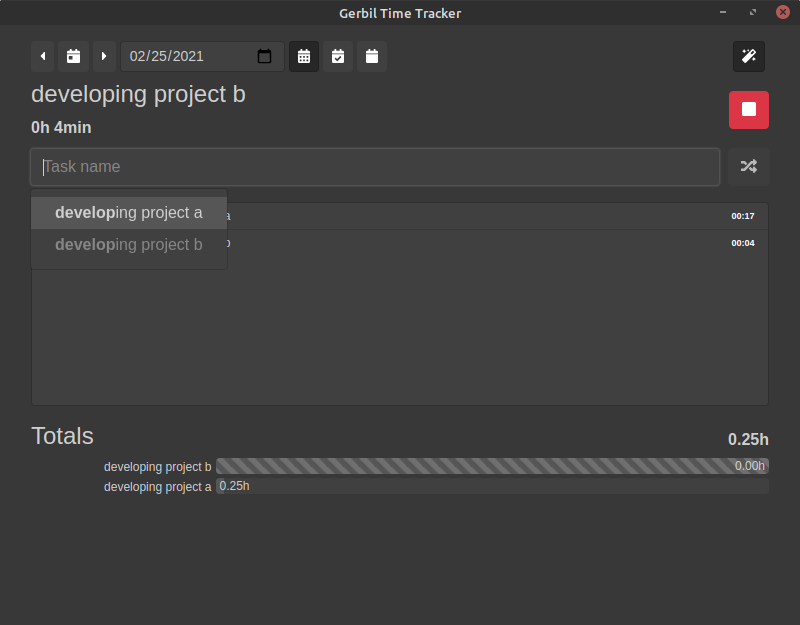 Gerbil Time Tracker
02/25/2021
developing project b
0h 4min
Task name
developing project a
a 00:17
developing project b
b 00:04
Totals 0.25h
developing project b 0.00h
developing project a 0.25h